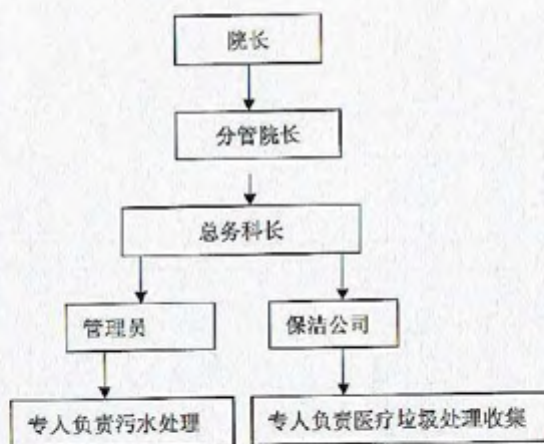 院长
分管院长
总务科长
管理员
保洁公司
专人负责污水处理
专人负责医疗垃圾处理收集